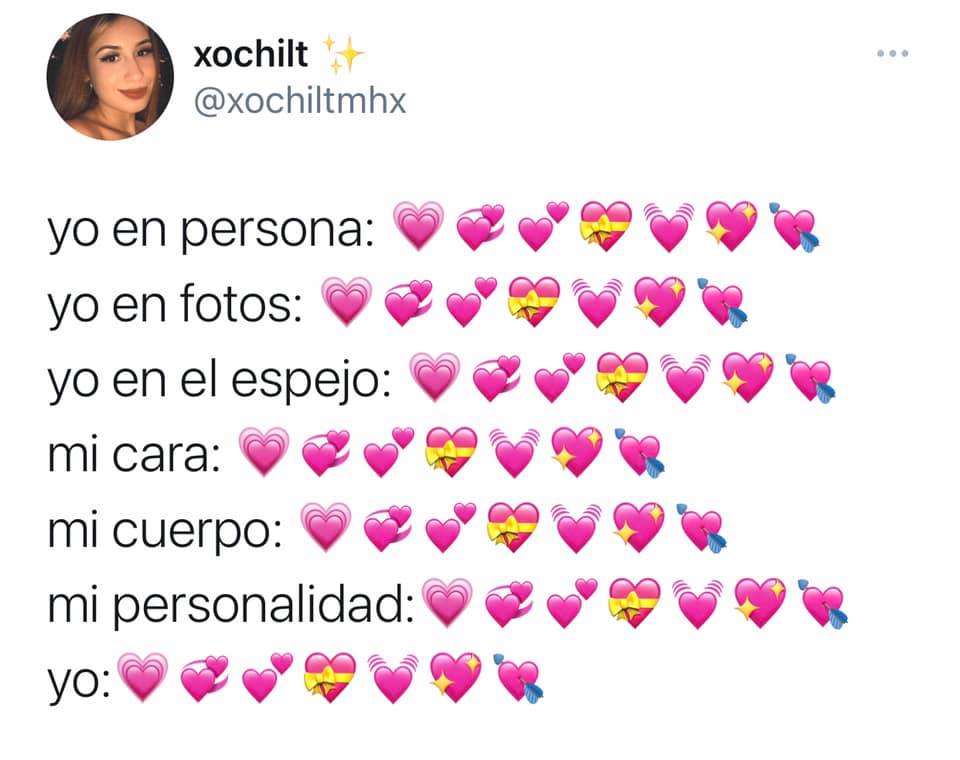 xochilt ✨
@xochiltmhx
yo en persona: 💗💞💕💝💓💖💘
yo en fotos: 💗💞💕💝💓💖💘
yo en el espejo: 💗💞💕💝💓💖💘
mi cara: 💗💞💕💝💓💖💘
mi cuerpo: 💗💞💕💝💓💖💘
mi personalidad:💗💞💕💝💓💖💘
yo:💗💞💕💝💓💖💘